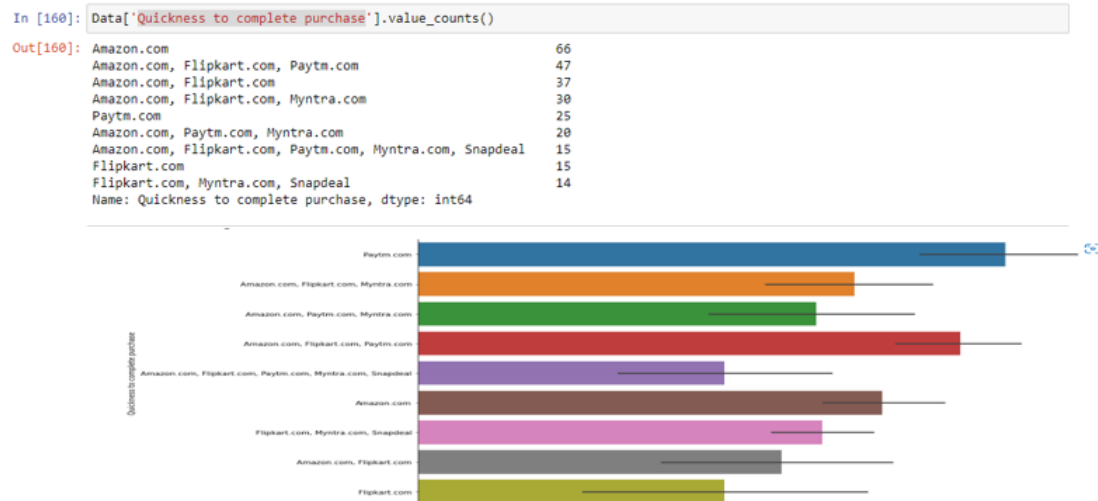 In [160]: Data['Quickness to complete purchase'].value_counts()
Out[160]: Amazon.com 66
Amazon.com, Flipkart.com, Paytm.com 47
Amazon.com, Flipkart.com 37
Amazon.com, Flipkart.com, Myntra.com 30
Paytm.com 25
Amazon.com, Paytm.com, Myntra.com 20
Amazon.com, Flipkart.com, Paytm.com, Myntra.com, Snapdeal 15
Flipkart.com 15
Flipkart.com, Myntra.com, Snapdeal 14
Name: Quickness to complete purchase, dtype: int64
Paytm.com
Amazon.com, Flipkart.com, Myntra.com
Amazon.com, Paytm.com, Myntra.com
Amazon.com, Flipkart.com, Paytm.com
Quickness to complete purchase
Amazon.com, Flipkart.com, Paytm.com, Myntra.com, Snapdeal
Amazon.com
Flipkart.com, Myntra.com, Snapdeal
Amazon.com, Flipkart.com
Flipkart.com